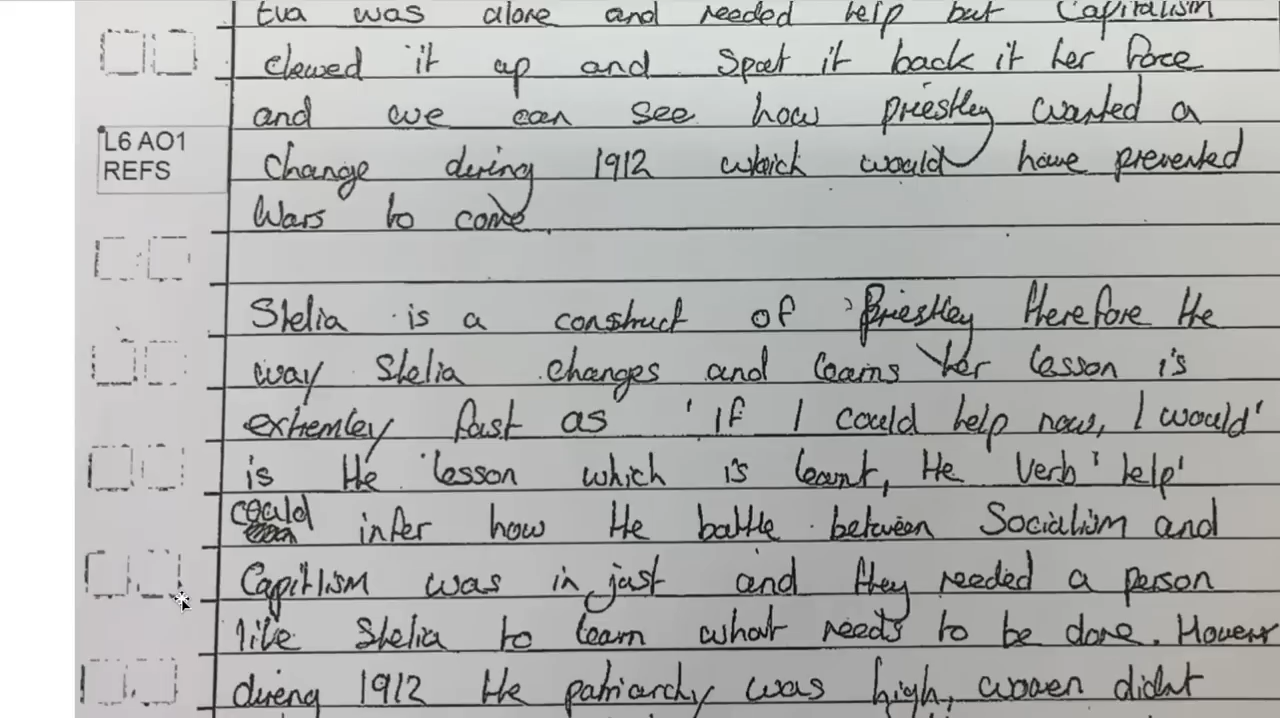 Eva was alone and needed help but Capitalism
clewed it up and Spat it back it her face
and we can see how priestley wanted a
L6 AO1
REFS
change during 1912 which would have prevented
Wars to come.
Shelia is a construct of Priestley therefore the
way Shelia changes and learns her lesson is
extremley fast as 'if I could help now, I would'
is the lesson which is learnt, the verb 'help'
could infer how the battle between Socialism and
Capitlism was in just and they needed a person
like Shelia to learn what needs to be done. However
during 1912 the patriarchy was high, women didnt